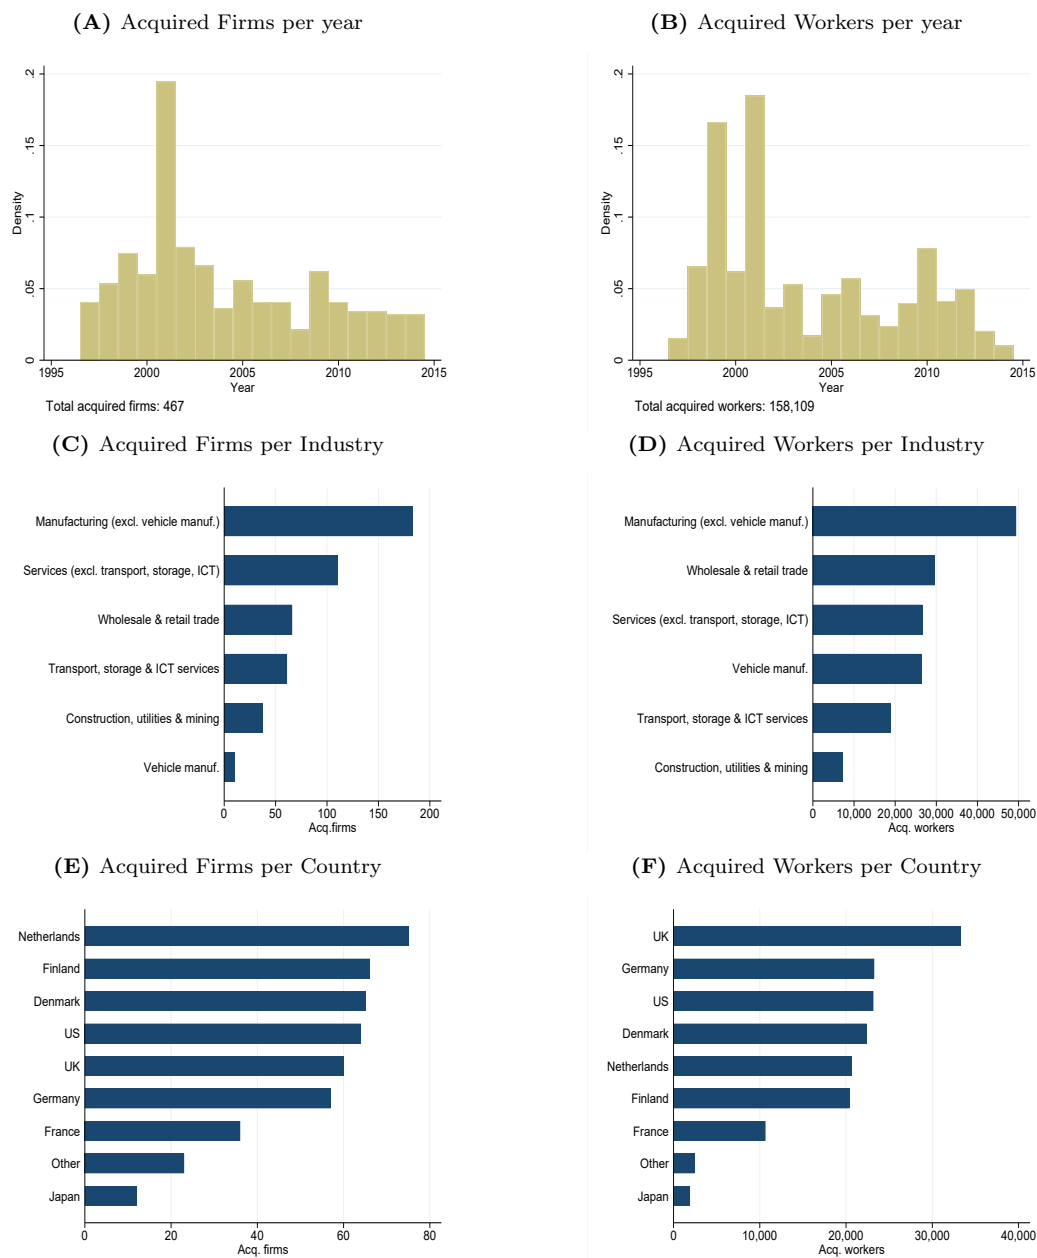 (A) Acquired Firms per year
.2
.15
.1
.05
0
Density
1995 2000 2005 2010 2015
Year
Total acquired firms: 467
(B) Acquired Workers per year
.2
.15
.1
.05
0
Density
1995 2000 2005 2010 2015
Year
Total acquired workers: 158,109
(C) Acquired Firms per Industry
Manufacturing (excl. vehicle manuf.)
Services (excl. transport, storage, ICT)
Wholesale & retail trade
Transport, storage & ICT services
Construction, utilities & mining
Vehicle manuf.
0 50 100 150 200
Acq.firms
(D) Acquired Workers per Industry
Manufacturing (excl. vehicle manuf.)
Wholesale & retail trade
Services (excl. transport, storage, ICT)
Vehicle manuf.
Transport, storage & ICT services
Construction, utilities & mining
0 10,000 20,000 30,000 40,000 50,000
Acq. workers
(E) Acquired Firms per Country
Netherlands
Finland
Denmark
US
UK
Germany
France
Other
Japan
0 20 40 60 80
Acq. firms
(F) Acquired Workers per Country
UK
Germany
US
Denmark
Netherlands
Finland
France
Other
Japan
0 10,000 20,000 30,000 40,000
Acq. workers